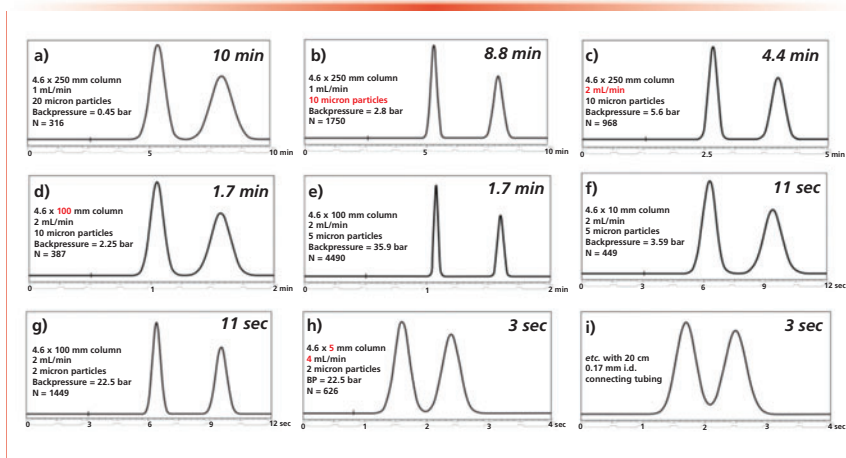 a)
10 min
4.6 x 250 mm column
1 mL/min
20 micron particles
Backpressure = 0.45 bar
N = 316
0 5 10 min
b)
8.8 min
4.6 x 250 mm column
1 mL/min
10 micron particles
Backpressure = 2.8 bar
N = 1750
0 5 10 min
c)
4.4 min
4.6 x 250 mm column
2 mL/min
10 micron particles
Backpressure = 5.6 bar
N = 968
0 2.5 5 min
d)
1.7 min
4.6 x 100 mm column
2 mL/min
10 micron particles
Backpressure = 2.25 bar
N = 387
0 1 2 min
e)
1.7 min
4.6 x 100 mm column
2 mL/min
5 micron particles
Backpressure = 35.9 bar
N = 4490
0 1 2 min
f)
11 sec
4.6 x 10 mm column
2 mL/min
5 micron particles
Backpressure = 3.59 bar
N = 449
0 3 6 9 12 sec
g)
11 sec
4.6 x 100 mm column
2 mL/min
2 micron particles
Backpressure = 22.5 bar
N = 1449
0 3 6 9 12 sec
h)
3 sec
4.6 x 5 mm column
4 mL/min
2 micron particles
BP = 22.5 bar
N = 626
0 1 2 3 4 sec
i)
3 sec
etc. with 20 cm
0.17 mm i.d.
connecting tubing
0 1 2 3 4 sec